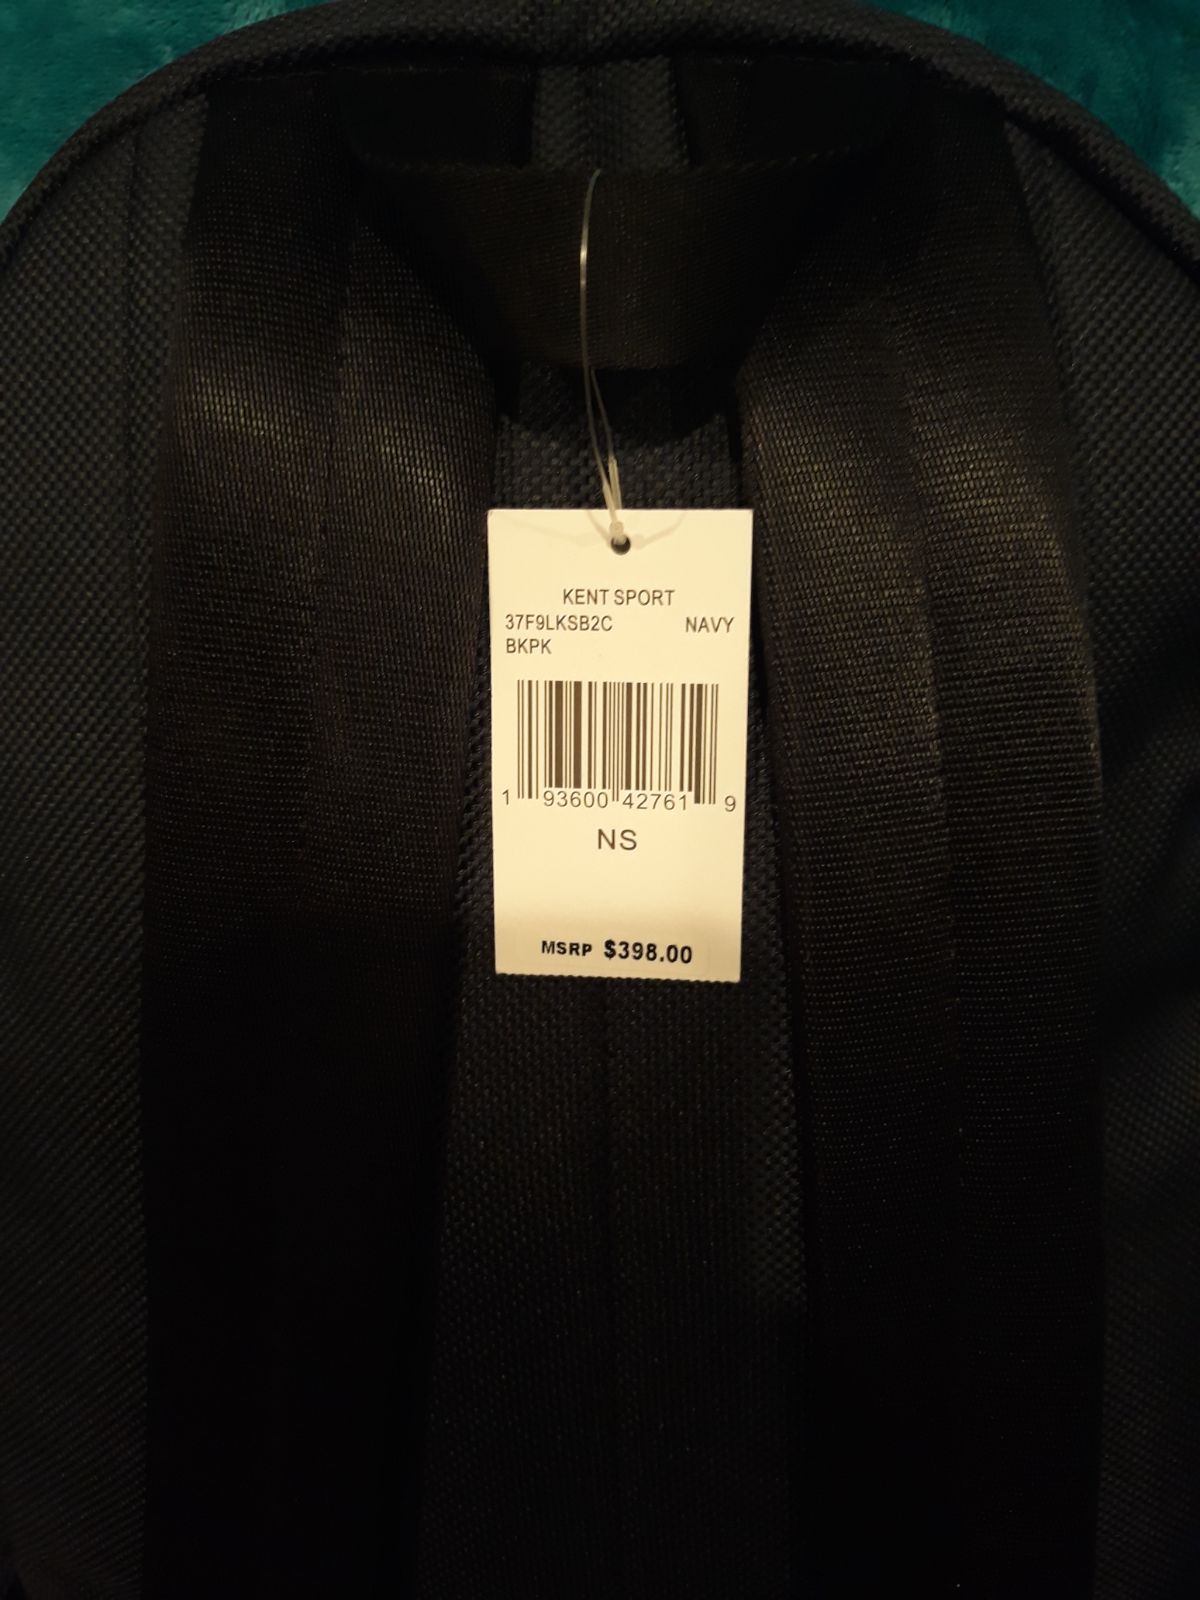 KENT SPORT
37F9LKSB2C NAVY
BKPK
1 93600 42761 9
NS
MSRP $398.00